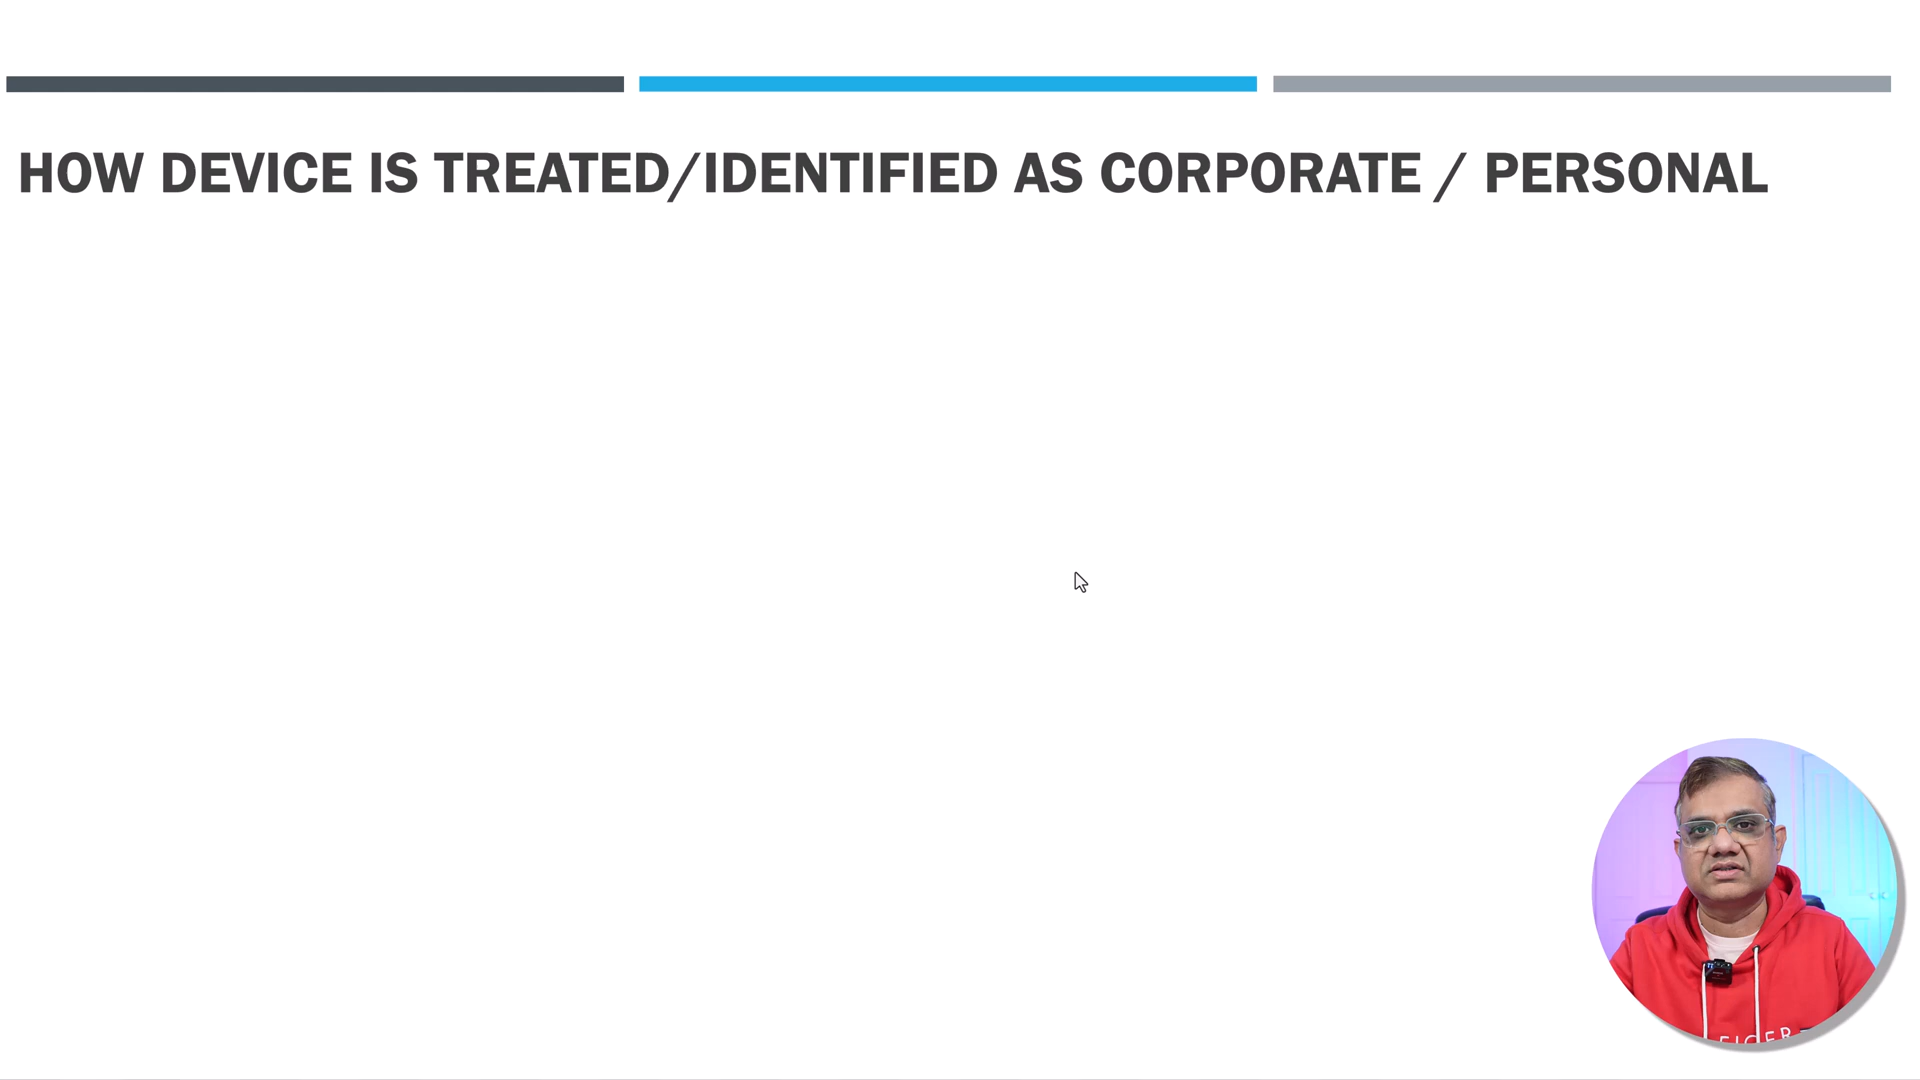 HOW DEVICE IS TREATED/IDENTIFIED AS CORPORATE / PERSONAL